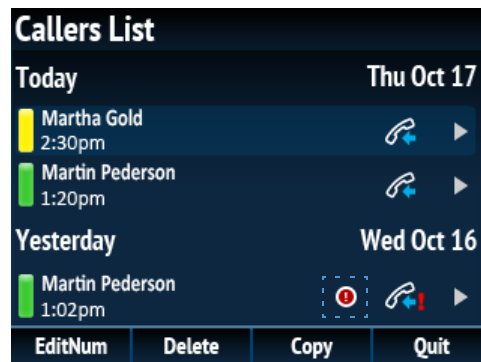 Callers List
Today Thu Oct 17
Martha Gold
2:30pm
Martin Pederson
1:20pm
Yesterday Wed Oct 16
Martin Pederson
1:02pm
EditNum Delete Copy Quit